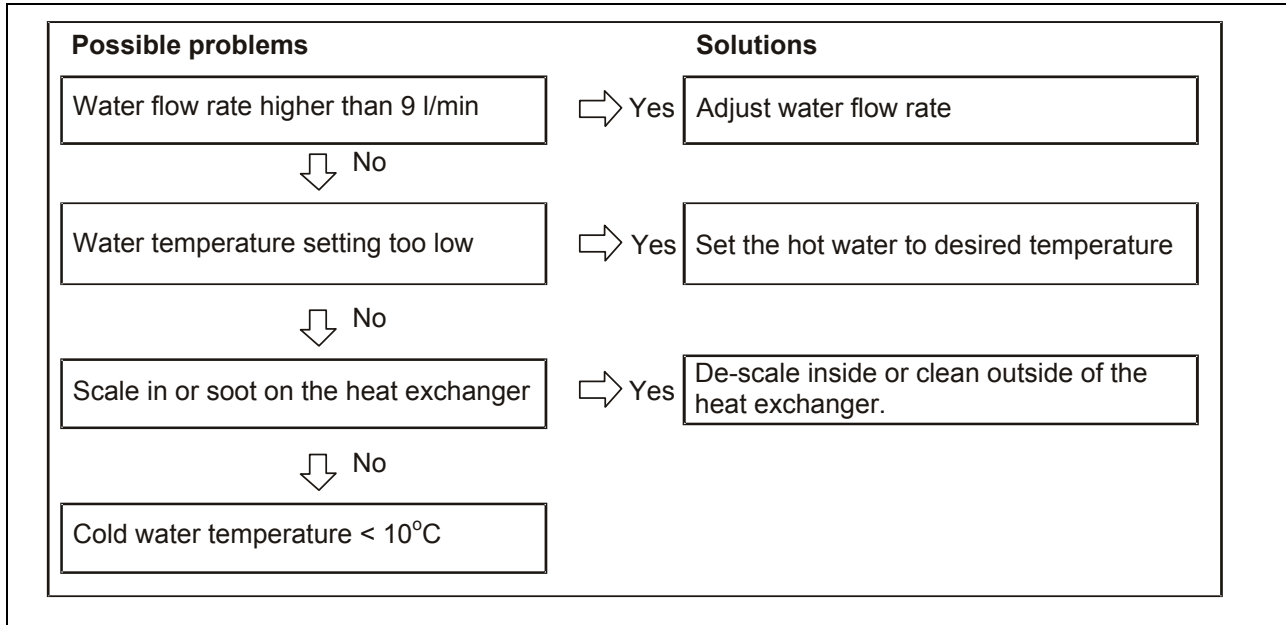 Possible problems Solutions
Water flow rate higher than 9 l/min Yes Adjust water flow rate
No
Water temperature setting too low Yes Set the hot water to desired temperature
No
Scale in or soot on the heat exchanger Yes De-scale inside or clean outside of the
heat exchanger.
No
Cold water temperature < 10°C